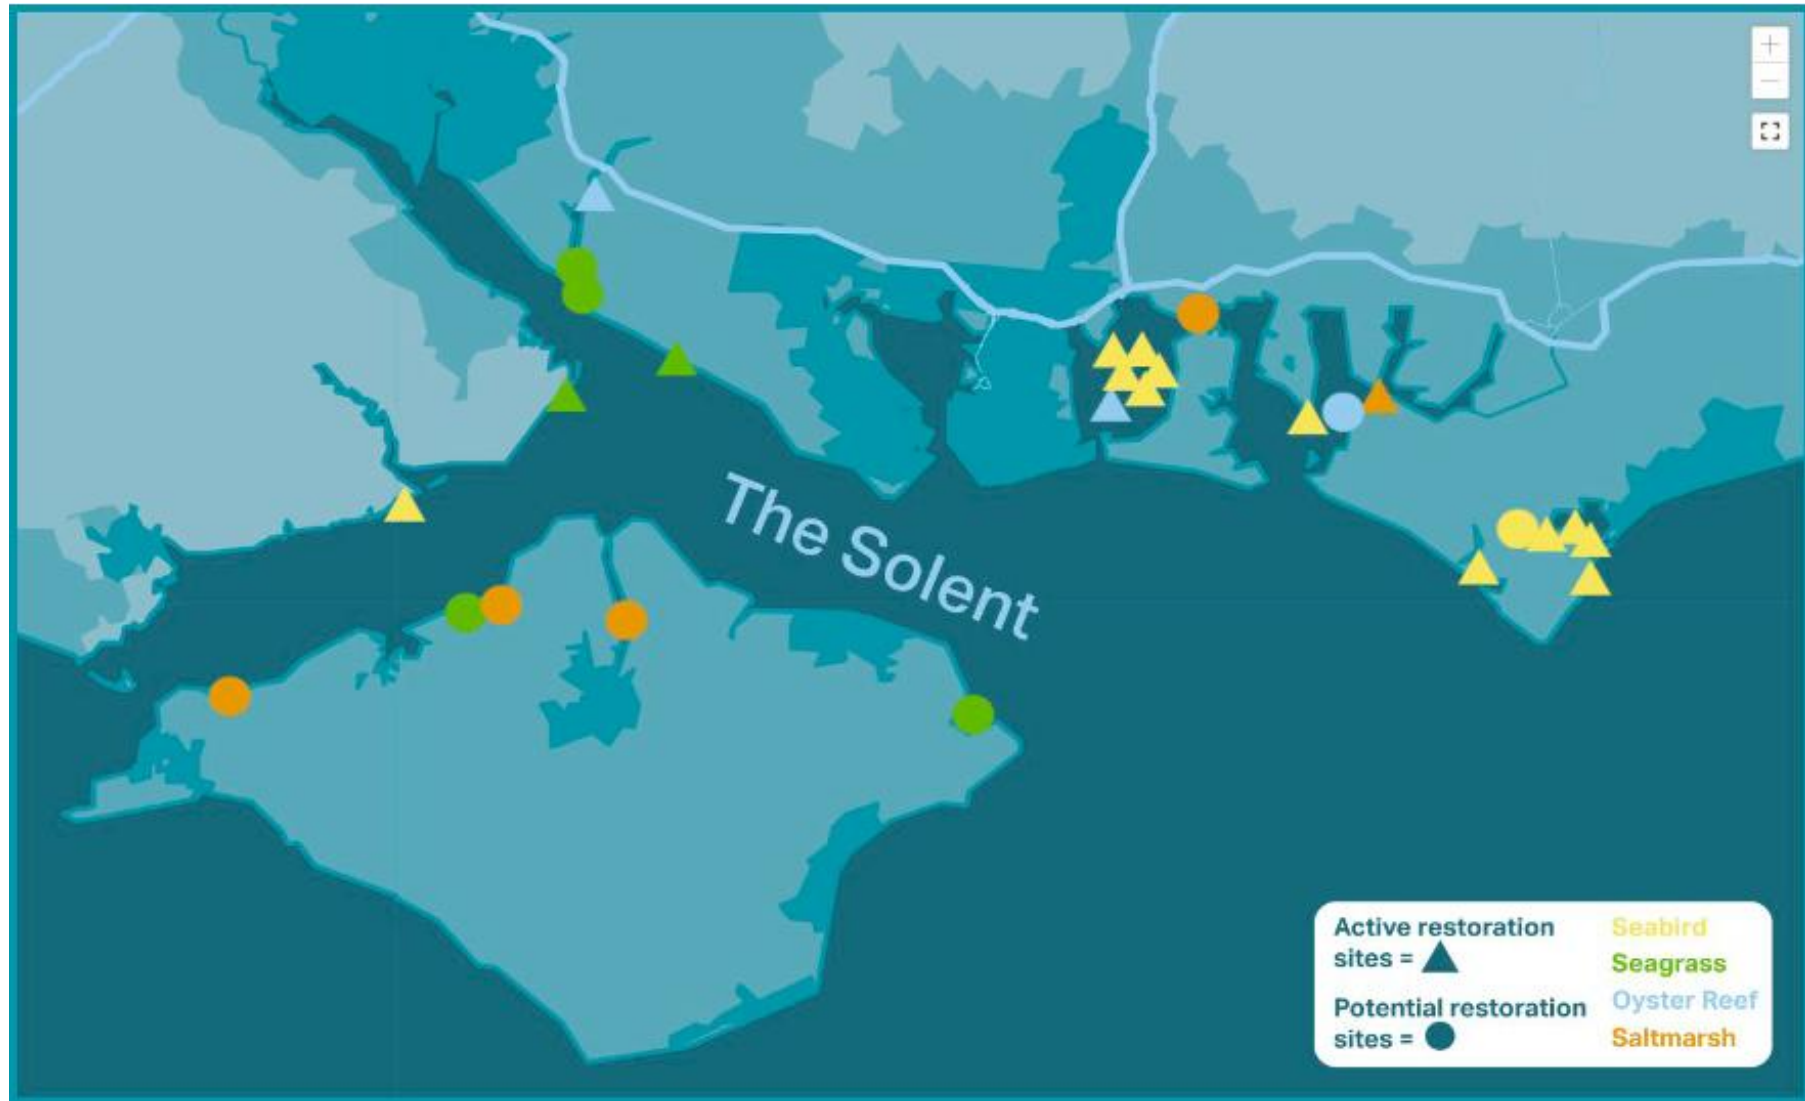 The Solent
Active restoration
sites =
Potential restoration
sites =
Seabird
Seagrass
Oyster Reef
Saltmarsh